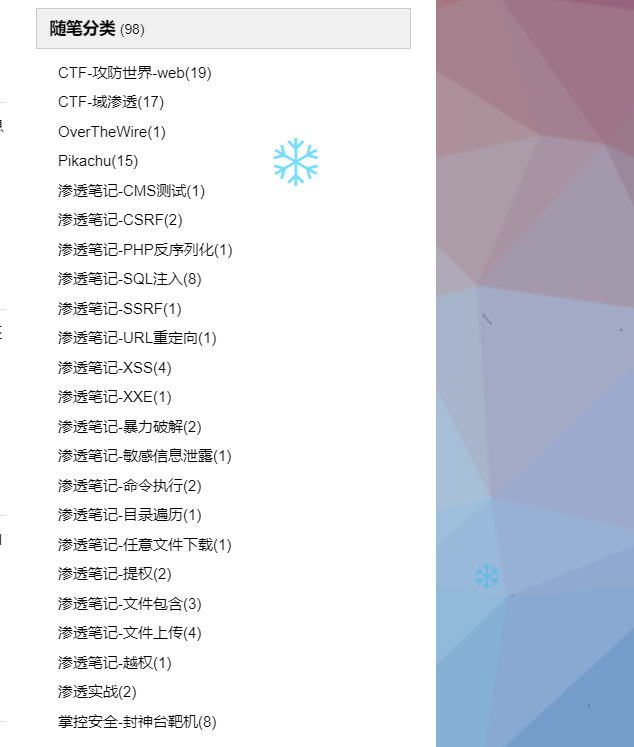 随笔分类 (98)
CTF-攻防世界-web(19)
CTF-域渗透(17)
OverTheWire(1)
Pikachu(15)
渗透笔记-CMS测试(1)
渗透笔记-CSRF(2)
渗透笔记-PHP反序列化(1)
渗透笔记-SQL注入(8)
渗透笔记-SSRF(1)
渗透笔记-URL重定向(1)
渗透笔记-XSS(4)
渗透笔记-XXE(1)
渗透笔记-暴力破解(2)
渗透笔记-敏感信息泄露(1)
渗透笔记-命令执行(2)
渗透笔记-目录遍历(1)
渗透笔记-任意文件下载(1)
渗透笔记-提权(2)
渗透笔记-文件包含(3)
渗透笔记-文件上传(4)
渗透笔记-越权(1)
渗透实战(2)
掌控安全-封神台靶机(8)